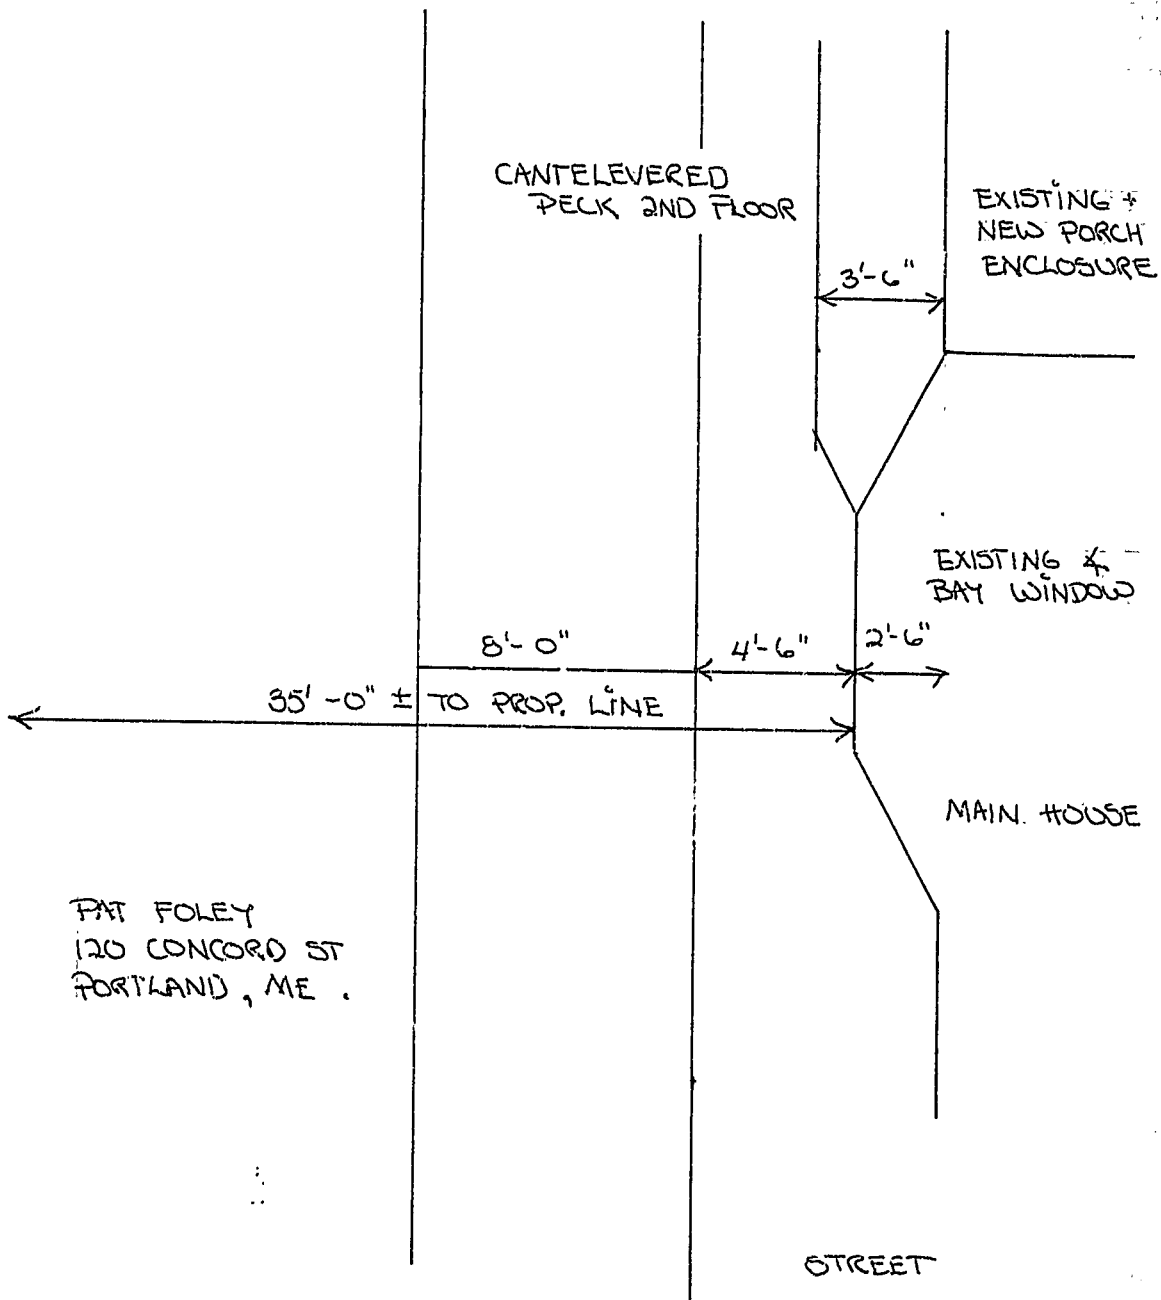 CANTELEVERED
DECK 2ND FLOOR
EXISTING +
NEW PORCH
ENCLOSURE
3'-6"
EXISTING
BAY WINDOW
8'-0"
4'-6"
2'-6"
35'-0" ± TO PROP. LINE
MAIN HOUSE
PAT FOLEY
120 CONCORD ST
PORTLAND, ME.
STREET